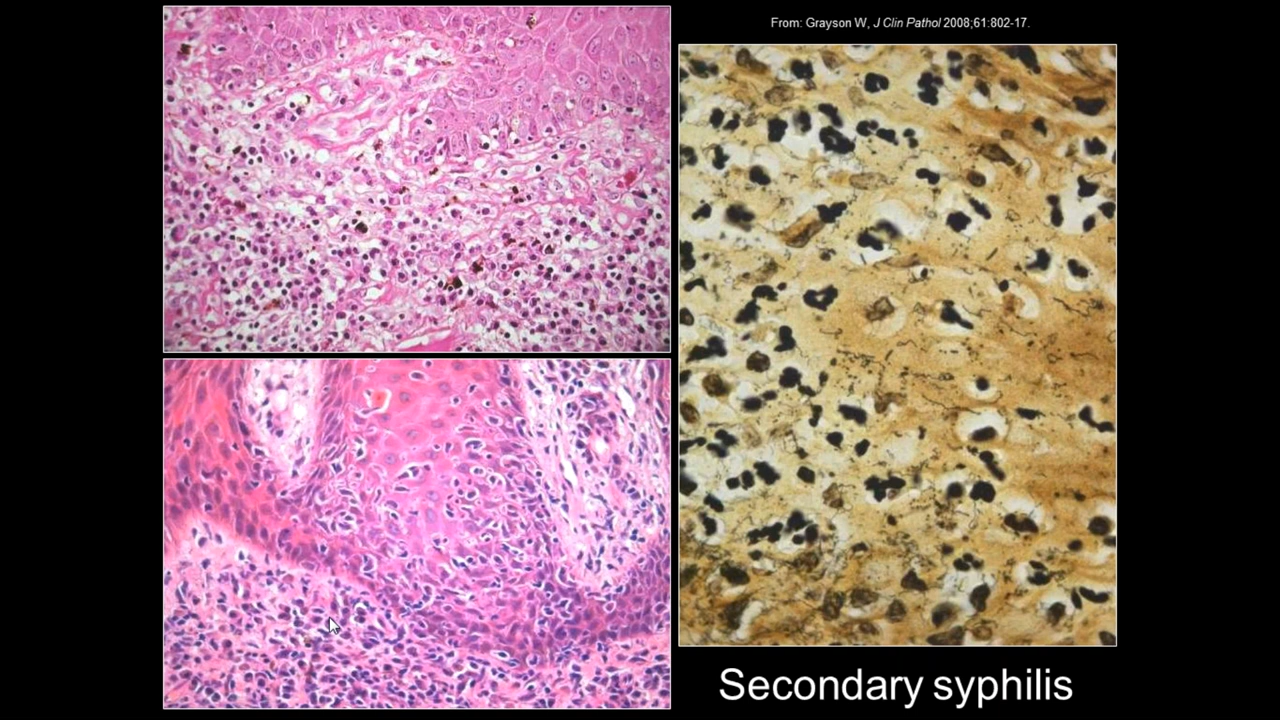 From: Grayson W, J Clin Pathol 2008;61:802-17.
Secondary syphilis